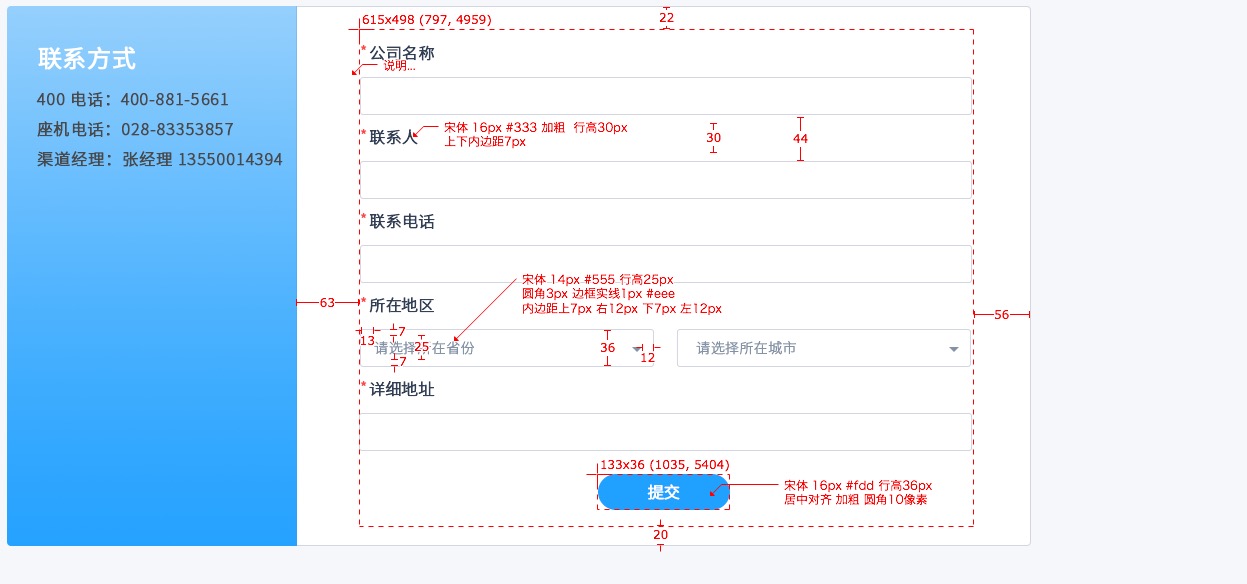 615x498 (797, 4959)
22
联系方式
400 电话：400-881-5661
座机电话：028-83353857
渠道经理：张经理 13550014394
* 公司名称
说明...
* 联系人
宋体 16px #333 加粗 行高30px
上下内边距7px
30
44
* 联系电话
宋体 14px #555 行高25px
圆角3px 边框实线1px #eee
内边距上7px 右12px 下7px 左12px
63
* 所在地区
56
13
7
请选择所在省份
25
7
36
12
请选择所在城市
* 详细地址
133x36 (1035, 5404)
提交
宋体 16px #fdd 行高36px
居中对齐 加粗 圆角10像素
20